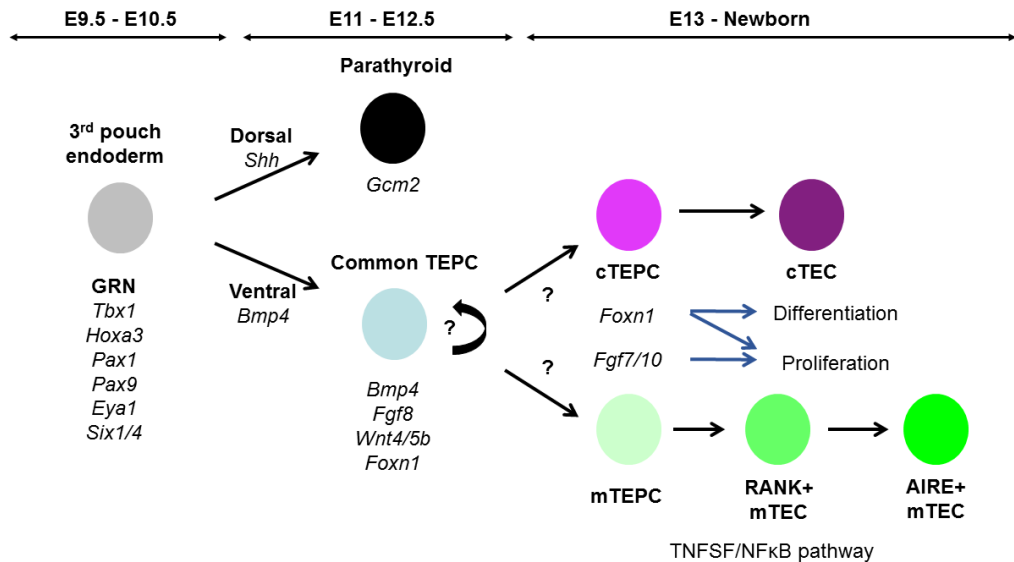 E9.5 - E10.5
E11 - E12.5
E13 - Newborn
3rd pouch
endoderm
GRN
Tbx1
Hoxa3
Pax1
Pax9
Eya1
Six1/4
Dorsal
Shh
Ventral
Bmp4
Parathyroid
Gcm2
Common TEPC
?
Bmp4
Fgf8
Wnt4/5b
Foxn1
?
?
cTEPC
cTEC
Foxn1
Differentiation
Fgf7/10
Proliferation
mTEPC
RANK+
mTEC
AIRE+
mTEC
TNFSF/NFκB pathway